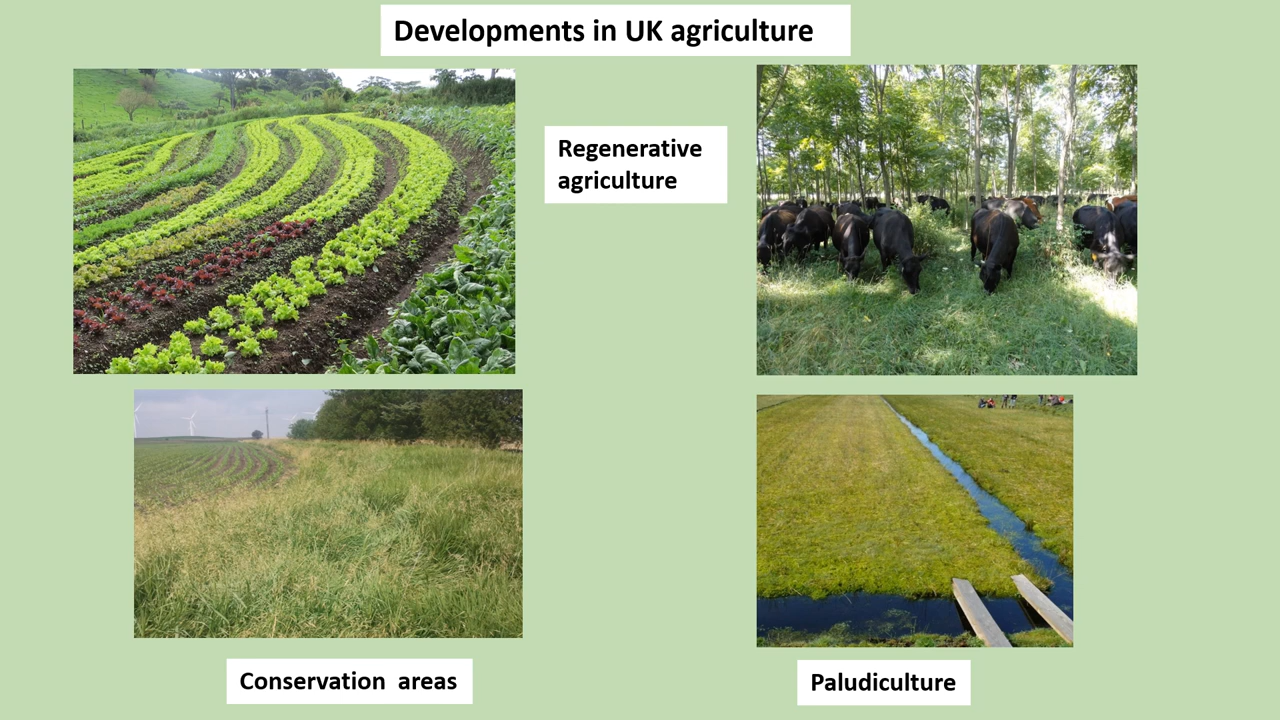 Developments in UK agriculture
Regenerative
agriculture
Conservation areas
Paludiculture